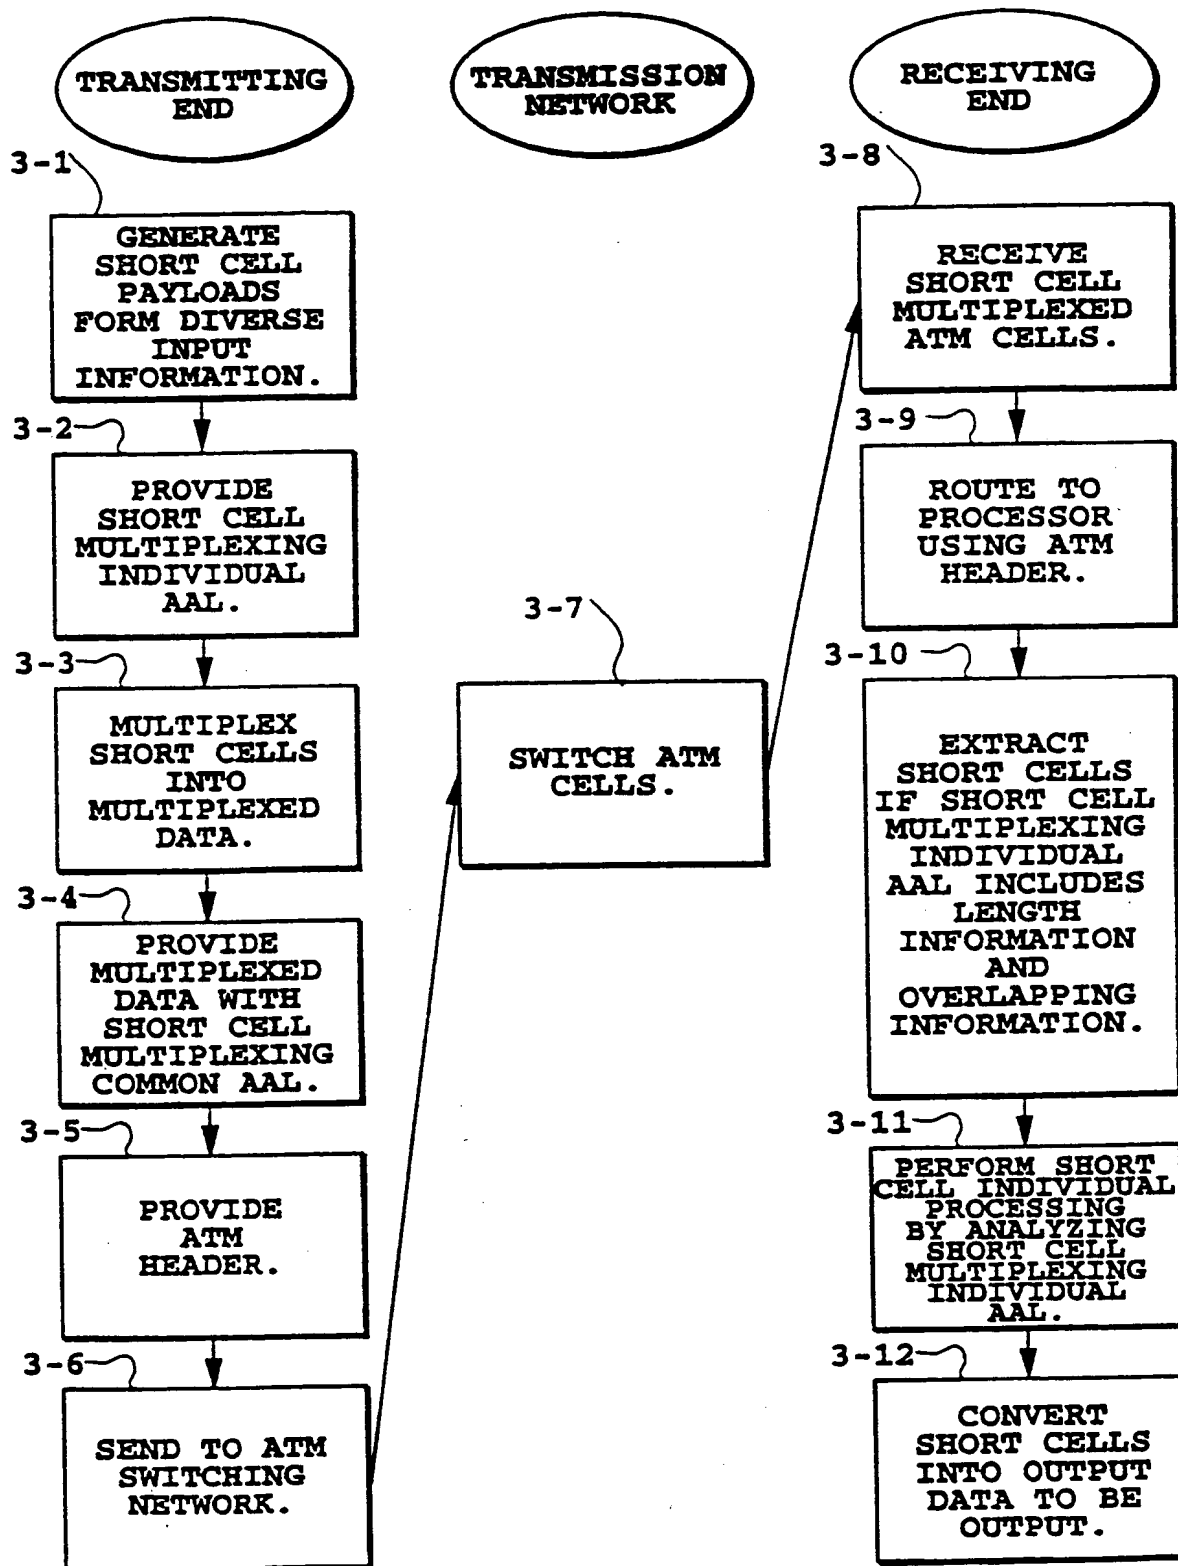 TRANSMITTING
END
3-1
GENERATE
SHORT CELL
PAYLOADS
FORM DIVERSE
INPUT
INFORMATION.
3-2
PROVIDE
SHORT CELL
MULTIPLEXING
INDIVIDUAL
AAL.
3-3
MULTIPLEX
SHORT CELLS
INTO
MULTIPLEXED
DATA.
3-4
PROVIDE
MULTIPLEXED
DATA WITH
SHORT CELL
MULTIPLEXING
COMMON AAL.
3-5
PROVIDE
ATM
HEADER.
3-6
SEND TO ATM
SWITCHING
NETWORK.
TRANSMISSION
NETWORK
3-7
SWITCH ATM
CELLS.
RECEIVING
END
3-8
RECEIVE
SHORT CELL
MULTIPLEXED
ATM CELLS.
3-9
ROUTE TO
PROCESSOR
USING ATM
HEADER.
3-10
EXTRACT
SHORT CELLS
IF SHORT CELL
MULTIPLEXING
INDIVIDUAL
AAL INCLUDES
LENGTH
INFORMATION
AND
OVERLAPPING
INFORMATION.
3-11
PERFORM SHORT
CELL INDIVIDUAL
PROCESSING
BY ANALYZING
SHORT CELL
MULTIPLEXING
INDIVIDUAL
AAL.
3-12
CONVERT
SHORT CELLS
INTO OUTPUT
DATA TO BE
OUTPUT.